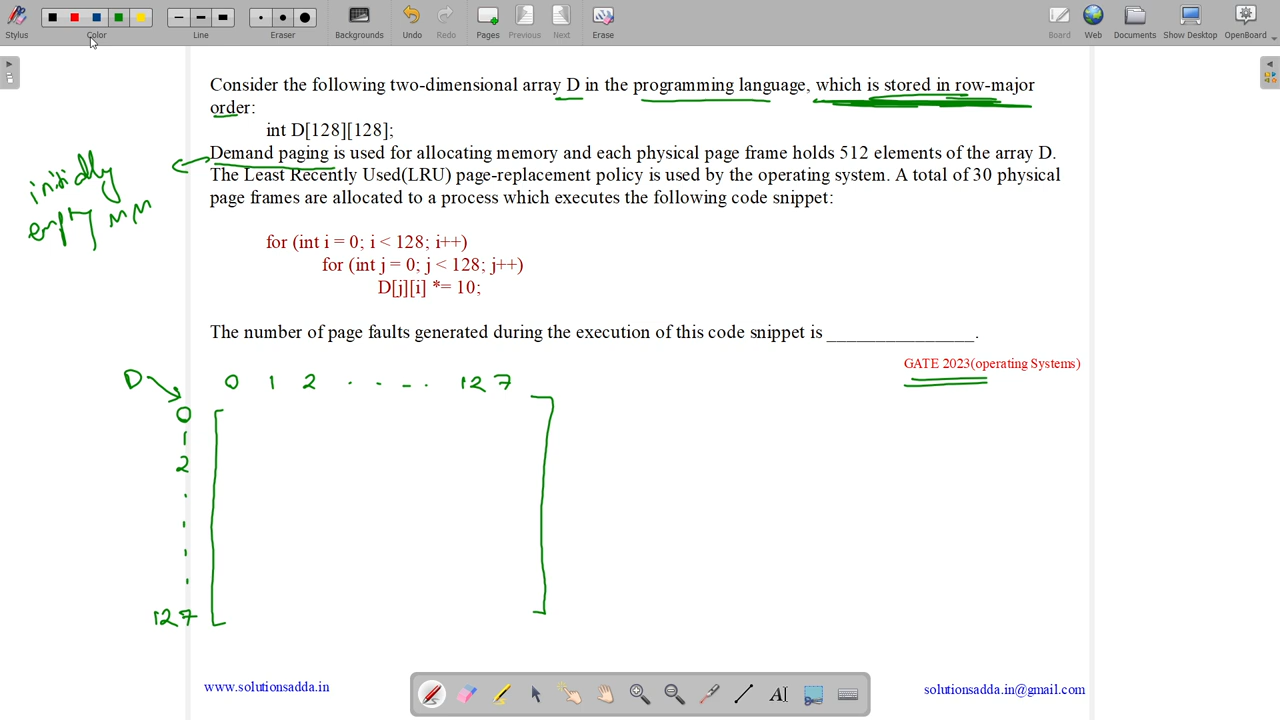 Stylus
Color
Line
Eraser
Backgrounds
Undo
Redo
Pages
Previous
Next
Erase
Board
Web
Documents
Show Desktop
OpenBoard
Consider the following two-dimensional array D in the programming language, which is stored in row-major
order:
int D[128][128];
Demand paging is used for allocating memory and each physical page frame holds 512 elements of the array D.
The Least Recently Used(LRU) page-replacement policy is used by the operating system. A total of 30 physical
page frames are allocated to a process which executes the following code snippet:
initially
empty MM
for (int i = 0; i < 128; i++)
for (int j = 0; j < 128; j++)
D[j][i] *= 10;
The number of page faults generated during the execution of this code snippet is _______________.
GATE 2023(operating Systems)
D
0 1 2 . . - . 127
0
1
2
.
.
.
.
127
www.solutionsadda.in
solutionsadda.in@gmail.com
AI